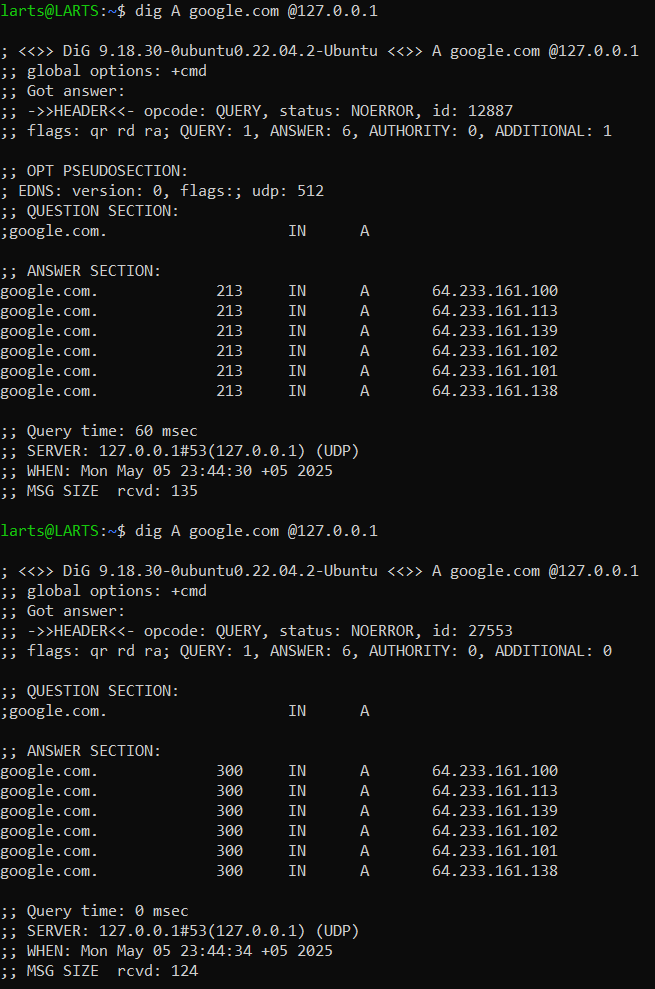 larts@LARTS:~$ dig A google.com @127.0.0.1

; <<>> DiG 9.18.30-0ubuntu0.22.04.2-Ubuntu <<>> A google.com @127.0.0.1
;; global options: +cmd
;; Got answer:
;; ->>HEADER<<- opcode: QUERY, status: NOERROR, id: 12887
;; flags: qr rd ra; QUERY: 1, ANSWER: 6, AUTHORITY: 0, ADDITIONAL: 1

;; OPT PSEUDOSECTION:
; EDNS: version: 0, flags:; udp: 512
;; QUESTION SECTION:
;google.com.			IN	A

;; ANSWER SECTION:
google.com.		213	IN	A	64.233.161.100
google.com.		213	IN	A	64.233.161.113
google.com.		213	IN	A	64.233.161.139
google.com.		213	IN	A	64.233.161.102
google.com.		213	IN	A	64.233.161.101
google.com.		213	IN	A	64.233.161.138

;; Query time: 60 msec
;; SERVER: 127.0.0.1#53(127.0.0.1) (UDP)
;; WHEN: Mon May 05 23:44:30 +05 2025
;; MSG SIZE  rcvd: 135

larts@LARTS:~$ dig A google.com @127.0.0.1

; <<>> DiG 9.18.30-0ubuntu0.22.04.2-Ubuntu <<>> A google.com @127.0.0.1
;; global options: +cmd
;; Got answer:
;; ->>HEADER<<- opcode: QUERY, status: NOERROR, id: 27553
;; flags: qr rd ra; QUERY: 1, ANSWER: 6, AUTHORITY: 0, ADDITIONAL: 0

;; QUESTION SECTION:
;google.com.			IN	A

;; ANSWER SECTION:
google.com.		300	IN	A	64.233.161.100
google.com.		300	IN	A	64.233.161.113
google.com.		300	IN	A	64.233.161.139
google.com.		300	IN	A	64.233.161.102
google.com.		300	IN	A	64.233.161.101
google.com.		300	IN	A	64.233.161.138

;; Query time: 0 msec
;; SERVER: 127.0.0.1#53(127.0.0.1) (UDP)
;; WHEN: Mon May 05 23:44:34 +05 2025
;; MSG SIZE  rcvd: 124